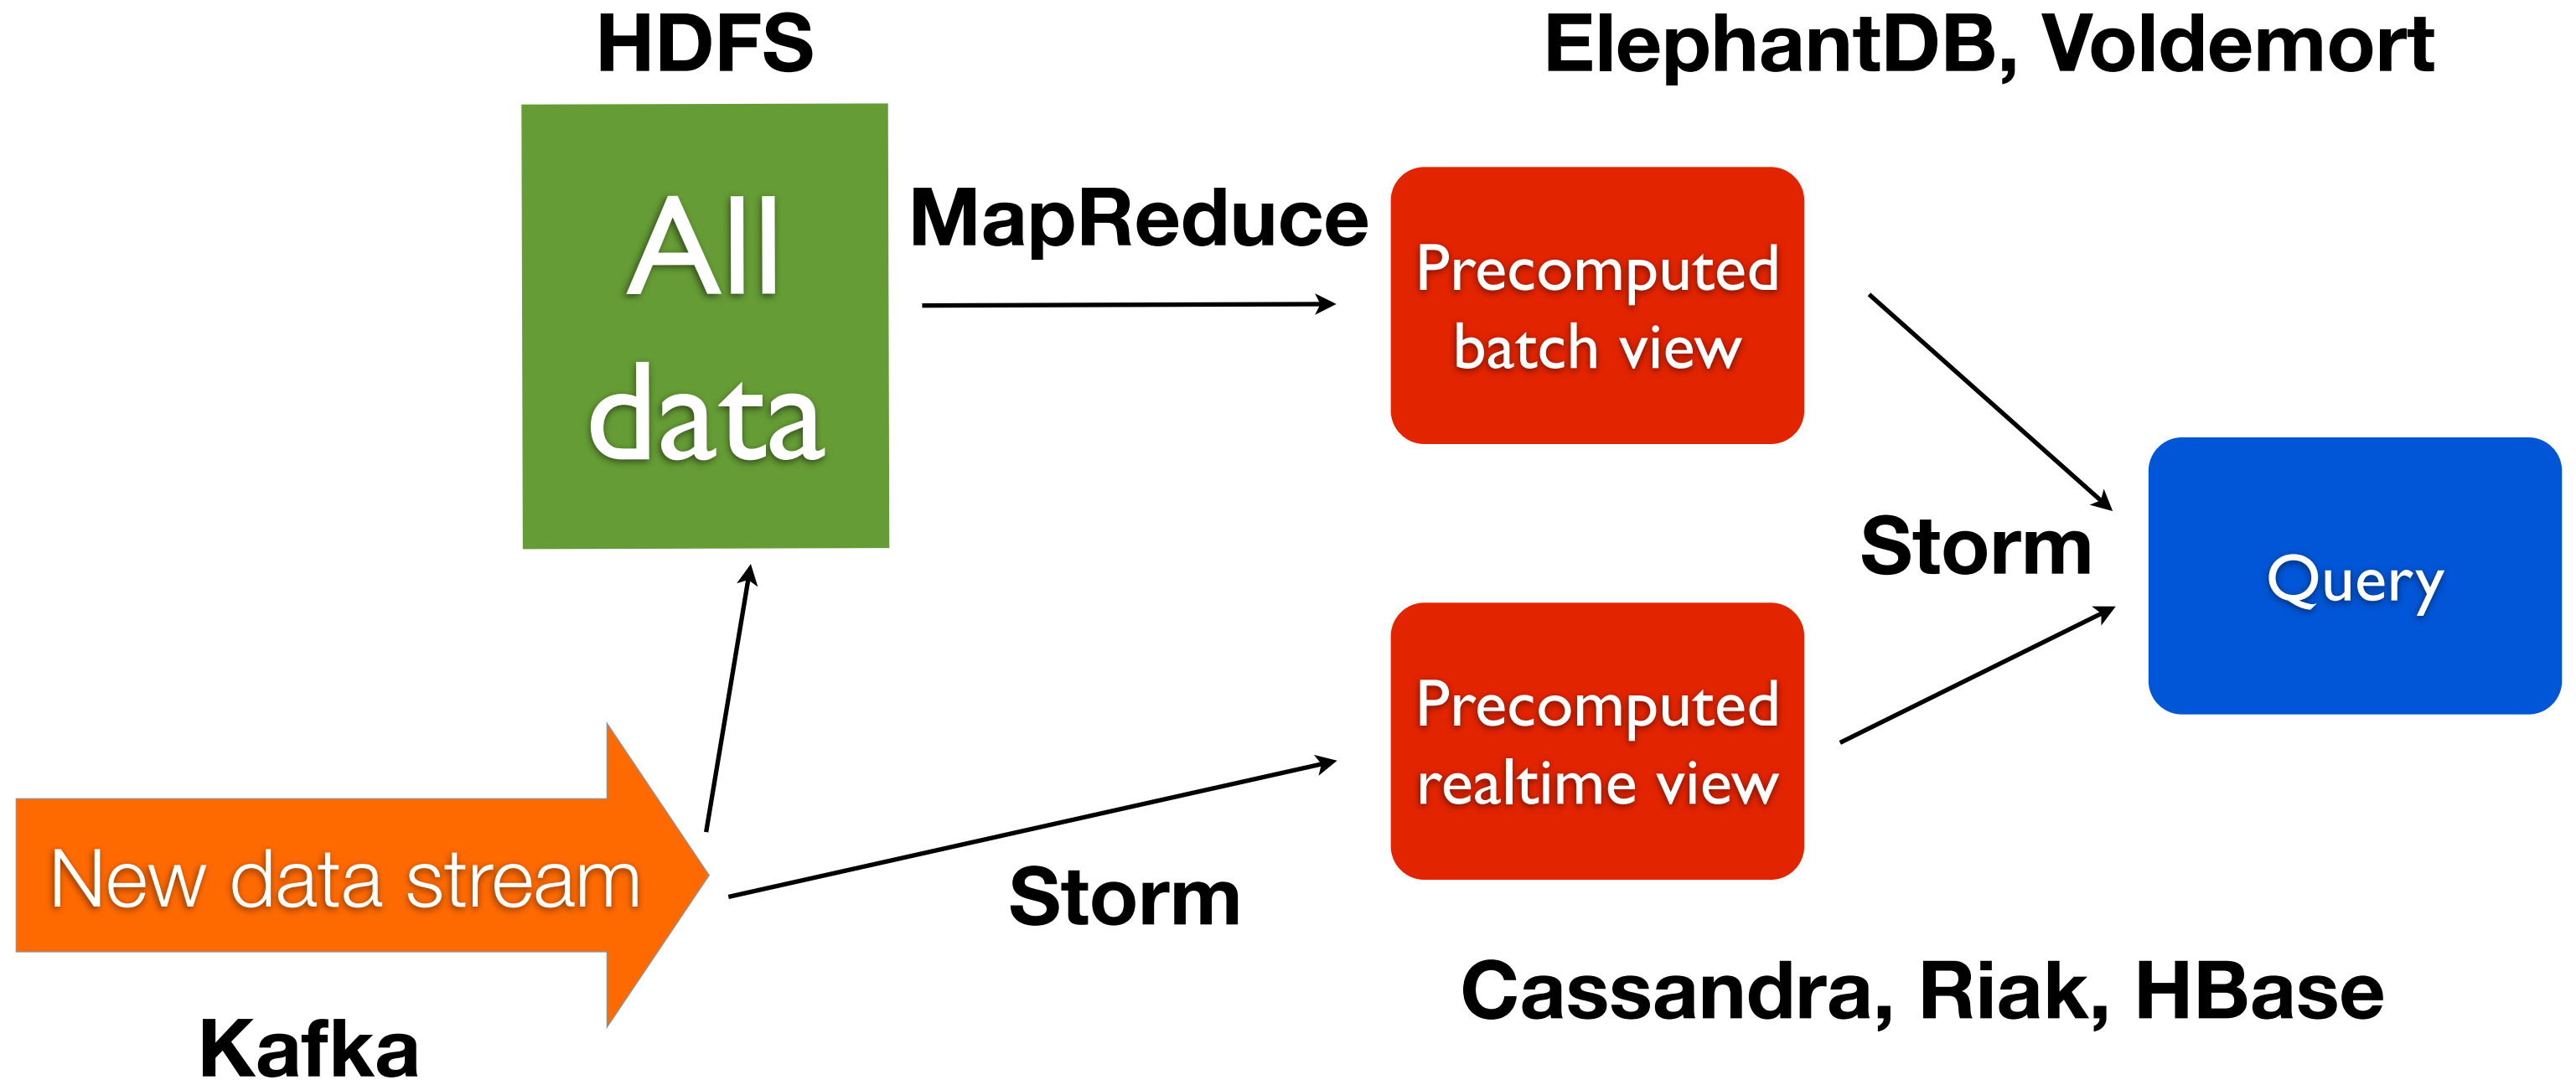 HDFS
ElephantDB, Voldemort
All
data
MapReduce
Precomputed
batch view
Storm
Query
Precomputed
realtime view
New data stream
Storm
Cassandra, Riak, HBase
Kafka